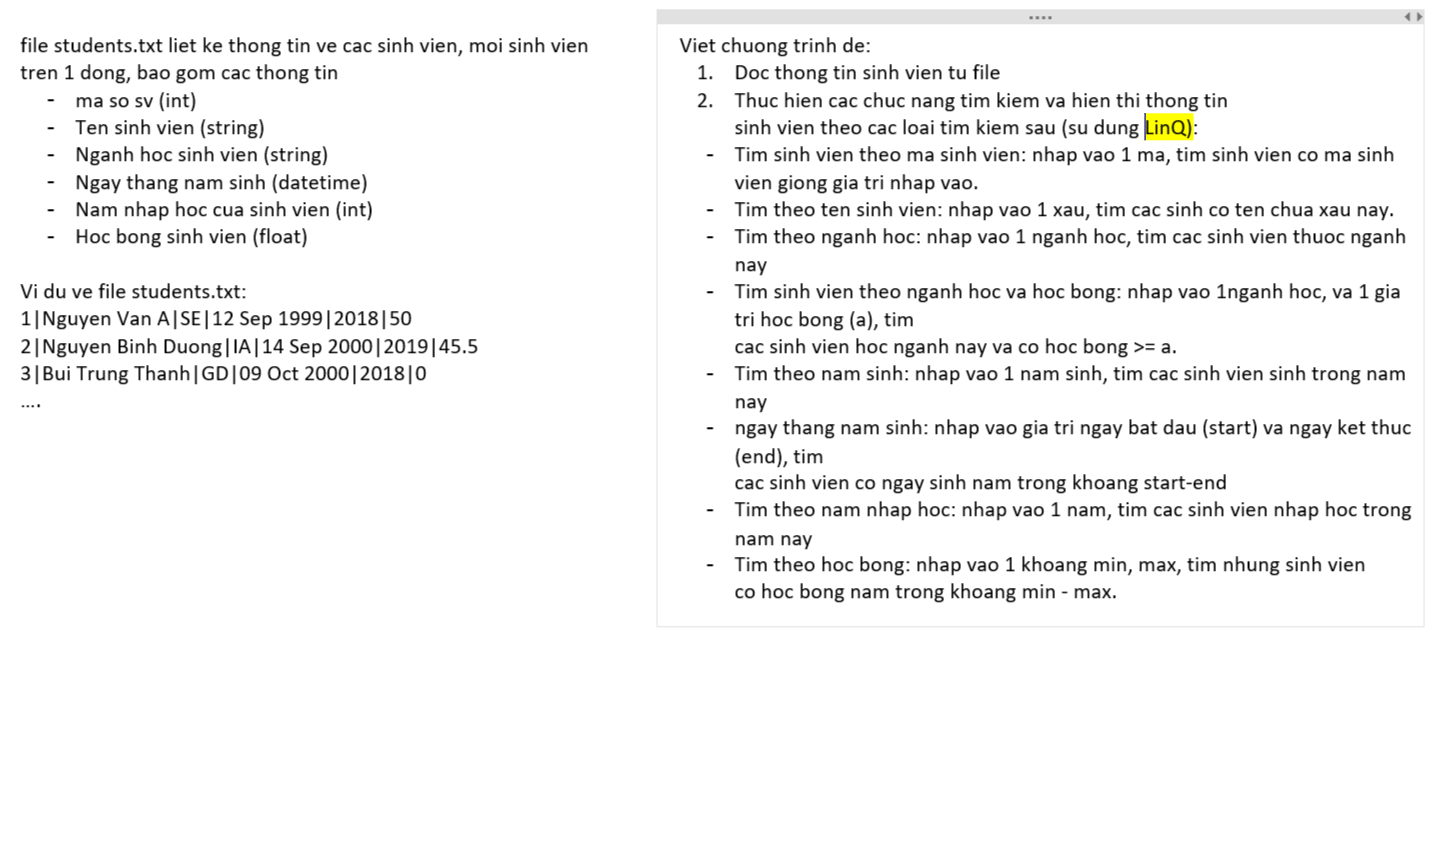 file students.txt liet ke thong tin ve cac sinh vien, moi sinh vien
tren 1 dong, bao gom cac thong tin
- ma so sv (int)
- Ten sinh vien (string)
- Nganh hoc sinh vien (string)
- Ngay thang nam sinh (datetime)
- Nam nhap hoc cua sinh vien (int)
- Hoc bong sinh vien (float)
Vi du ve file students.txt:
1|Nguyen Van A|SE|12 Sep 1999|2018|50
2|Nguyen Binh Duong|IA|14 Sep 2000|2019|45.5
3|Bui Trung Thanh|GD|09 Oct 2000|2018|0
....
Viet chuong trinh de:
1. Doc thong tin sinh vien tu file
2. Thuc hien cac chuc nang tim kiem va hien thi thong tin
sinh vien theo cac loai tim kiem sau (su dung LinQ):
- Tim sinh vien theo ma sinh vien: nhap vao 1 ma, tim sinh vien co ma sinh
vien giong gia tri nhap vao.
- Tim theo ten sinh vien: nhap vao 1 xau, tim cac sinh co ten chua xau nay.
- Tim theo nganh hoc: nhap vao 1 nganh hoc, tim cac sinh vien thuoc nganh
nay
- Tim sinh vien theo nganh hoc va hoc bong: nhap vao 1nganh hoc, va 1 gia
tri hoc bong (a), tim
cac sinh vien hoc nganh nay va co hoc bong >= a.
- Tim theo nam sinh: nhap vao 1 nam sinh, tim cac sinh vien sinh trong nam
nay
- ngay thang nam sinh: nhap vao gia tri ngay bat dau (start) va ngay ket thuc
(end), tim
cac sinh vien co ngay sinh nam trong khoang start-end
- Tim theo nam nhap hoc: nhap vao 1 nam, tim cac sinh vien nhap hoc trong
nam nay
- Tim theo hoc bong: nhap vao 1 khoang min, max, tim nhung sinh vien
co hoc bong nam trong khoang min - max.